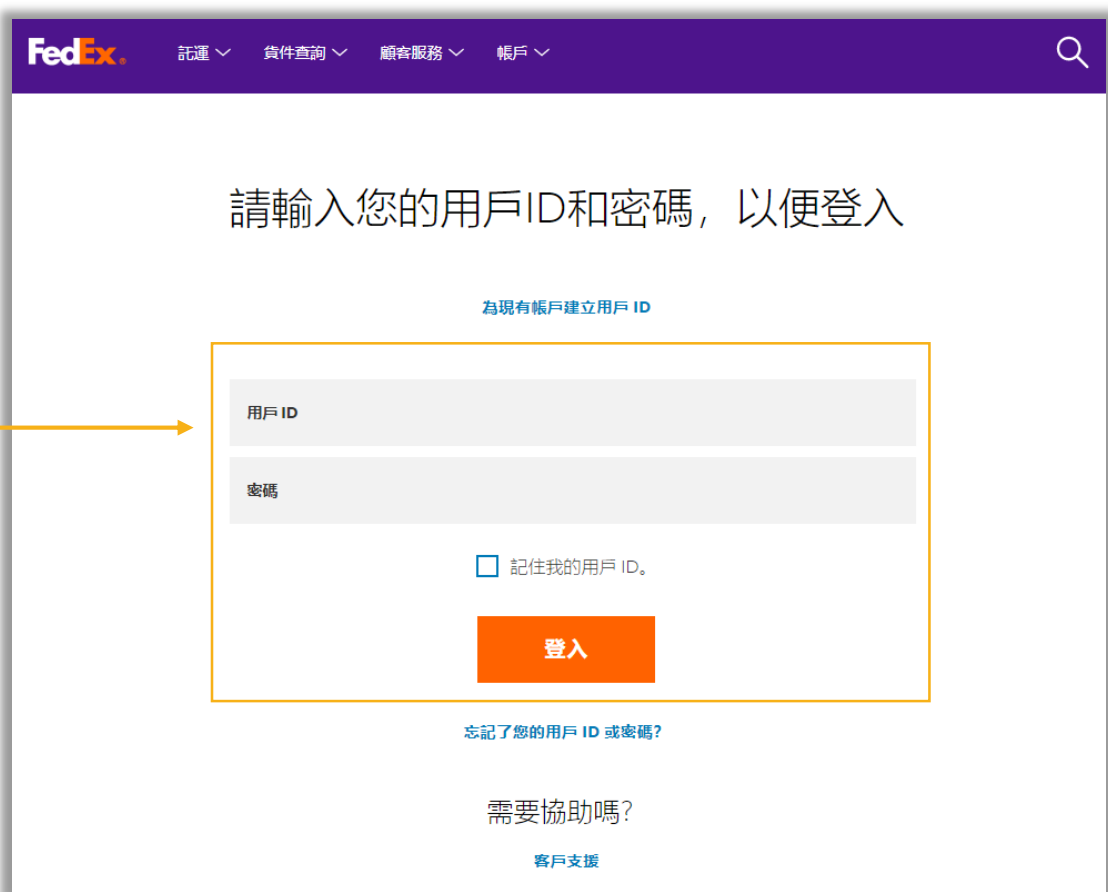 FedEx®
託運
貨件查詢
顧客服務
帳戶
請輸入您的用戶ID和密碼，以便登入
為現有帳戶建立用戶 ID
用戶 ID
密碼
記住我的用戶 ID。
登入
忘記了您的用戶 ID 或密碼?
需要協助嗎?
客戶支援